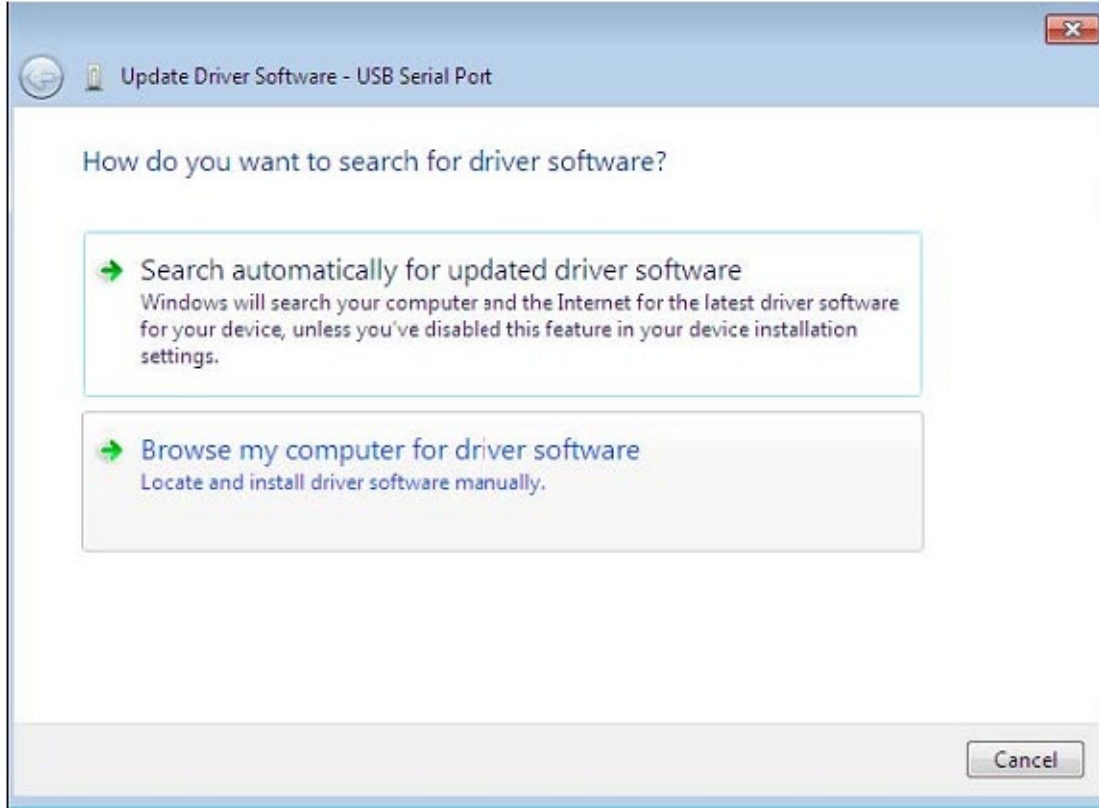 Update Driver Software - USB Serial Port
How do you want to search for driver software?
Search automatically for updated driver software
Windows will search your computer and the Internet for the latest driver software
for your device, unless you've disabled this feature in your device installation
settings.
Browse my computer for driver software
Locate and install driver software manually.
Cancel